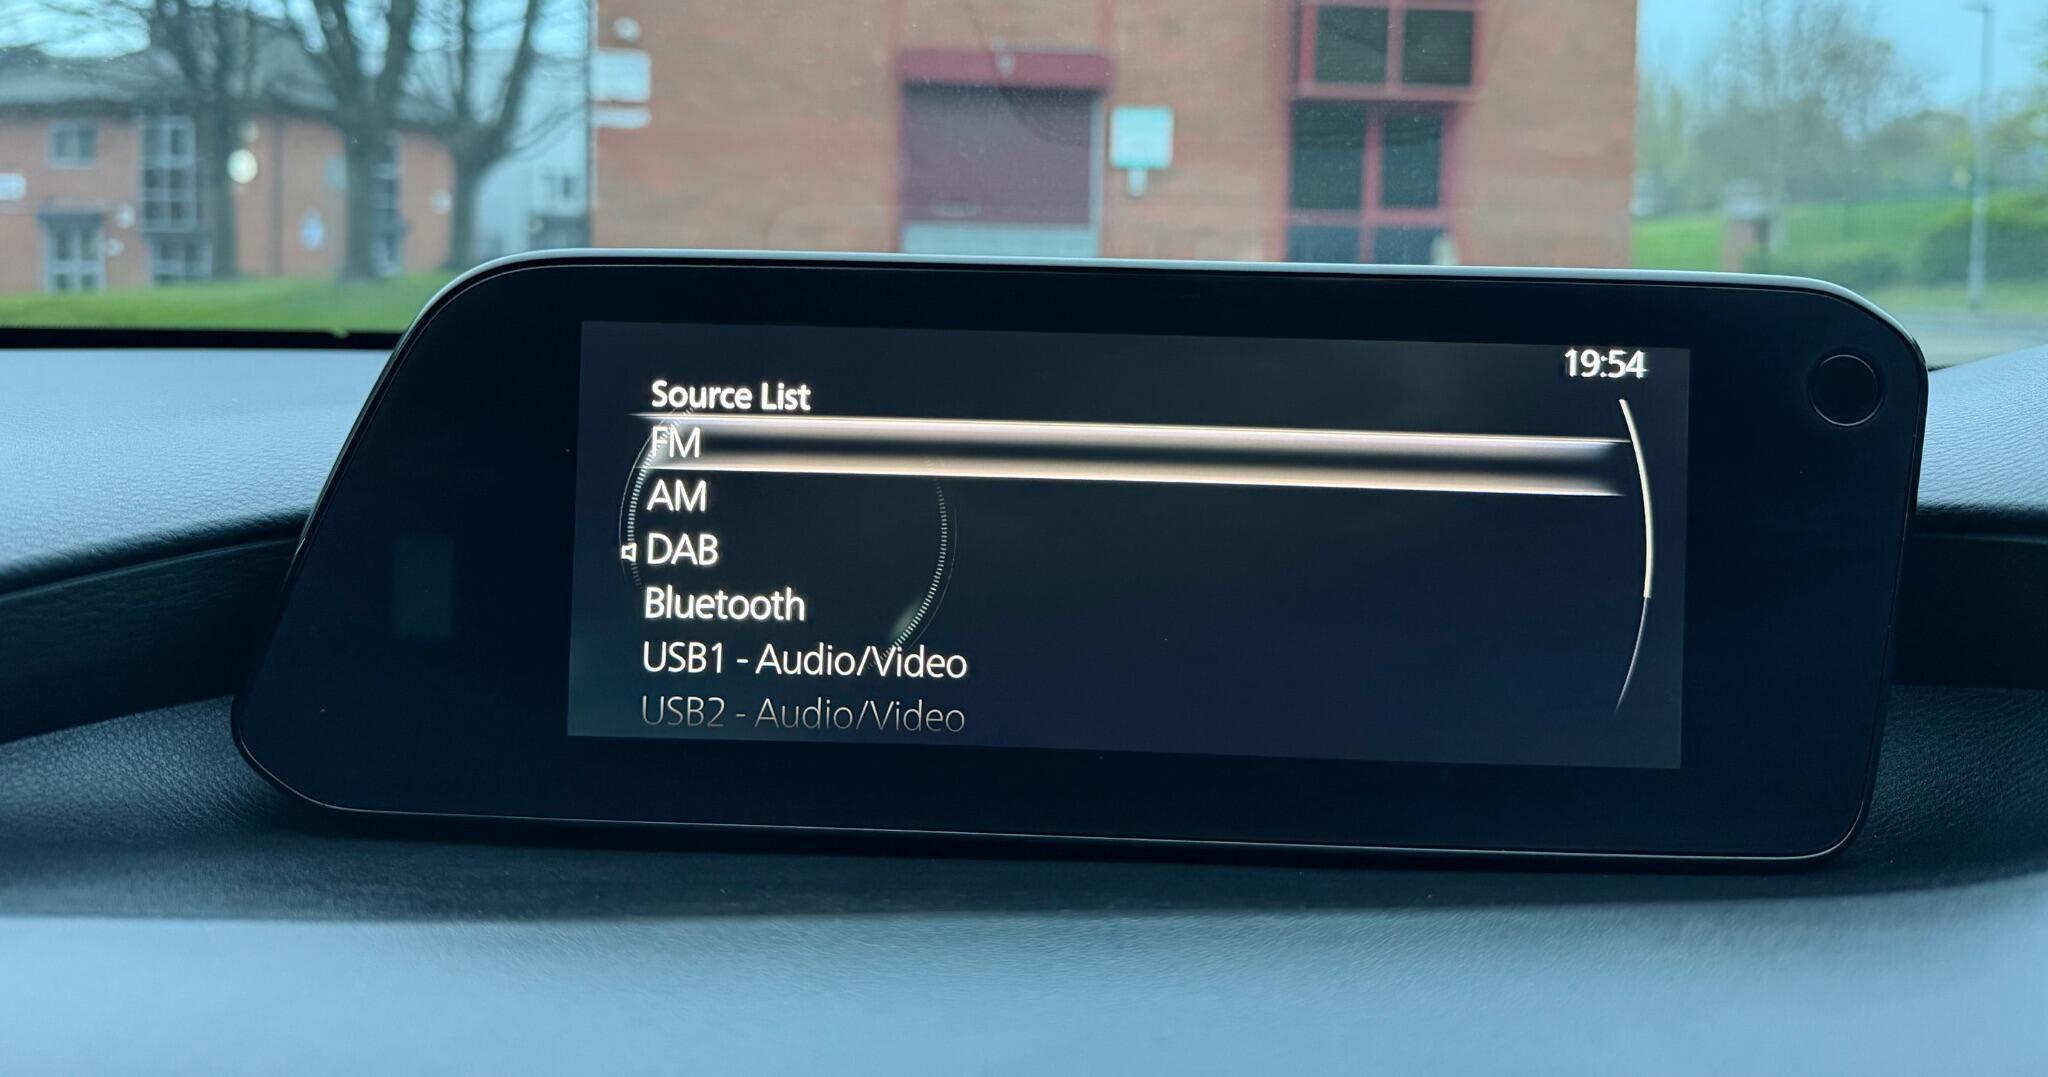 19:54
Source List
FM
AM
DAB
Bluetooth
USB1 - Audio/Video
USB2 - Audio/Video